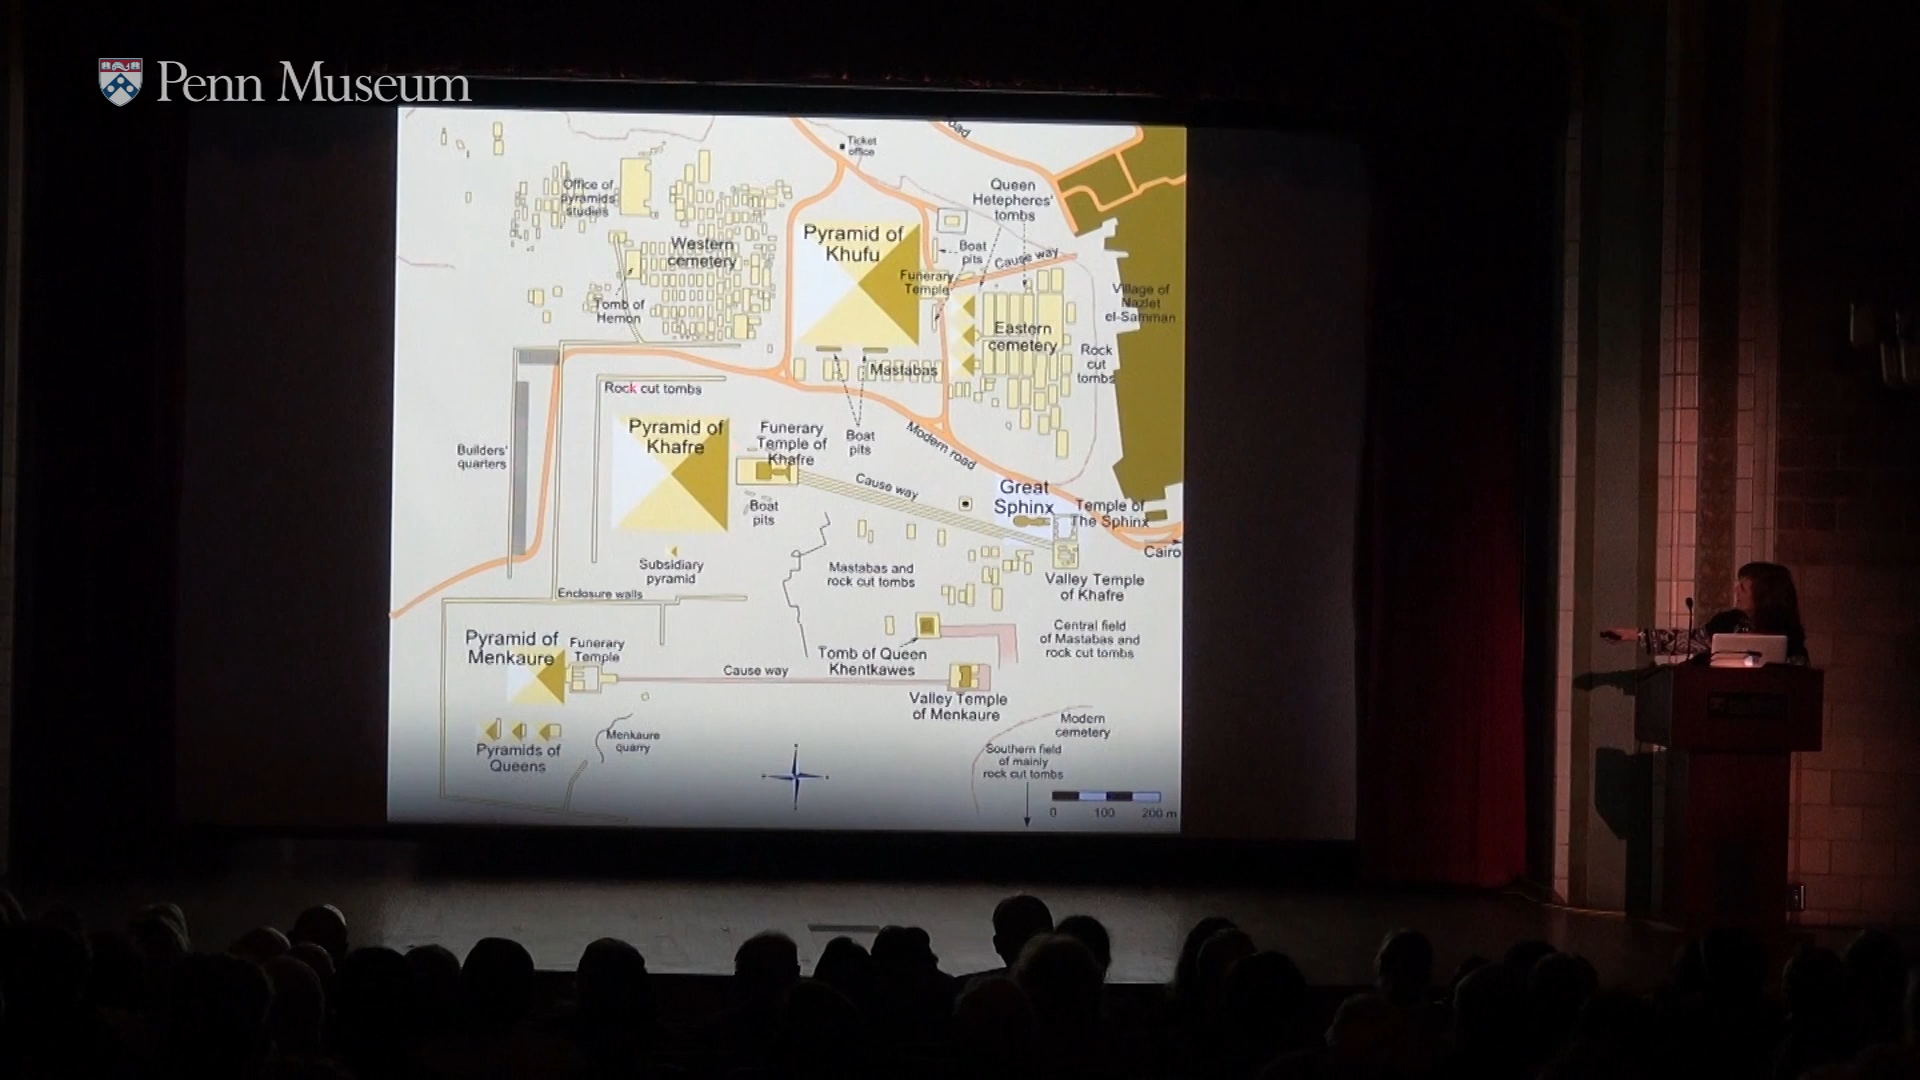 Penn Museum
oad
Ticket
office
Office of
pyramids
studies
Queen
Hetepheres'
tombs
Pyramid of
Khufu
Western
cemetery
Boat
pits
Cause way
Funerary
Temple
Village of
Nazlet
el-Samman
Tomb of
Hemon
Eastern
cemetery
Rock
cut
tombs
Mastabas
Rock cut tombs
Pyramid of
Khafre
Funerary
Temple of
Khafre
Boat
pits
Modern road
Builders'
quarters
Cause way
Great
Sphinx
Temple of
The Sphinx
Boat
pits
Cairo
Subsidiary
pyramid
Mastabas and
rock cut tombs
Valley Temple
of Khafre
Enclosure walls
Pyramid of
Menkaure
Funerary
Temple
Central field
of Mastabas and
rock cut tombs
Tomb of Queen
Khentkawes
Cause way
Valley Temple
of Menkaure
Modern
cemetery
Menkaure
quarry
Pyramids of
Queens
Southern field
of mainly
rock cut tombs
0 100 200 m